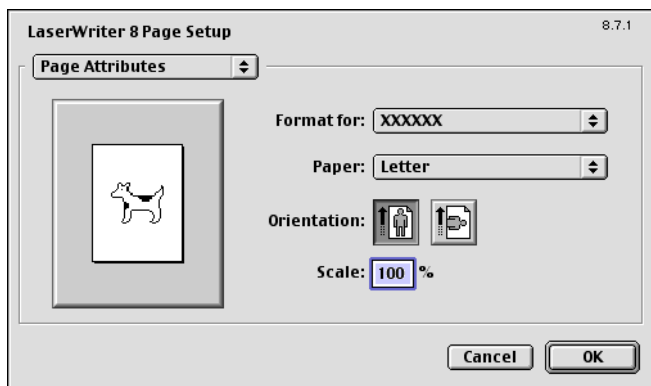 LaserWriter 8 Page Setup
8.7.1
Page Attributes
Format for: XXXXXX
Paper: Letter
Orientation:
Scale: 100 %
Cancel OK